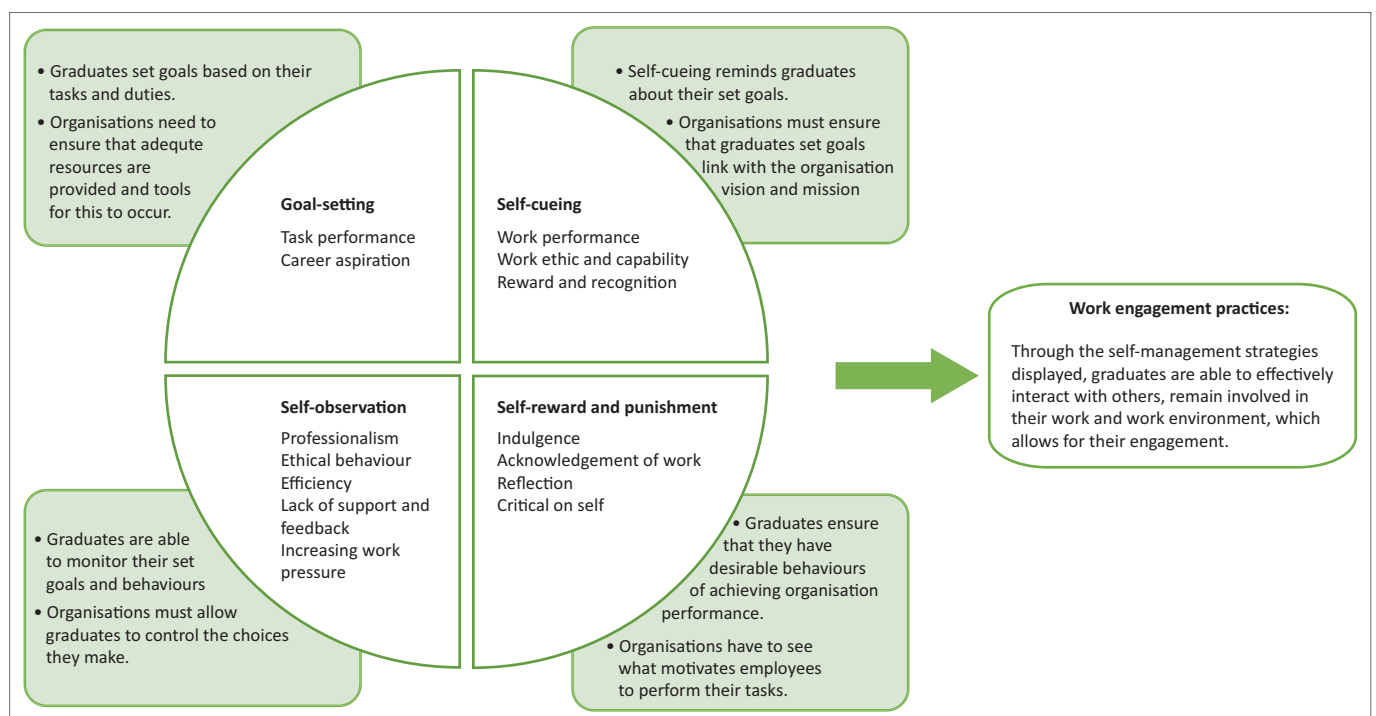 • Graduates set goals based on their
tasks and duties.
• Organisations need to
ensure that adequte
resources are
provided and tools
for this to occur.
Goal-setting
Task performance
Career aspiration
• Self-cueing reminds graduates
about their set goals.
• Organisations must ensure
that graduates set goals
link with the organisation
vision and mission
Self-cueing
Work performance
Work ethic and capability
Reward and recognition
Self-observation
Professionalism
Ethical behaviour
Efficiency
Lack of support and
feedback
Increasing work
pressure
• Graduates are able
to monitor their set
goals and behaviours
• Organisations must allow
graduates to control the choices
they make.
Self-reward and punishment
Indulgence
Acknowledgement of work
Reflection
Critical on self
• Graduates ensure
that they have
desirable behaviours
of achieving organisation
performance.
• Organisations have to see
what motivates employees
to perform their tasks.
Work engagement practices:
Through the self-management strategies
displayed, graduates are able to effectively
interact with others, remain involved in
their work and work environment, which
allows for their engagement.